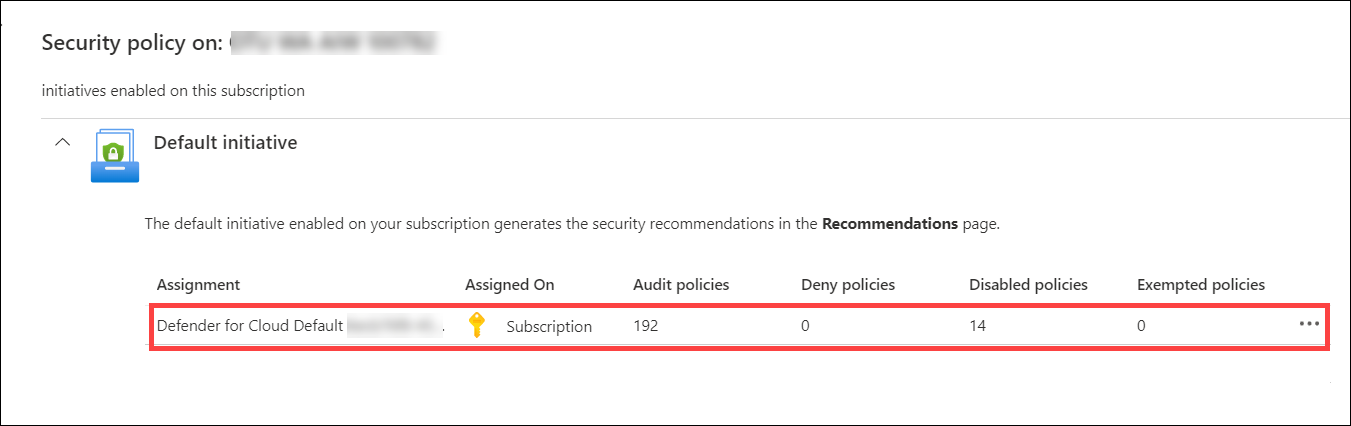 Security policy on:
initiatives enabled on this subscription
Default initiative
The default initiative enabled on your subscription generates the security recommendations in the Recommendations page.
Assignment Assigned On Audit policies Deny policies Disabled policies Exempted policies
Defender for Cloud Default . Subscription 192 0 14 0 •••